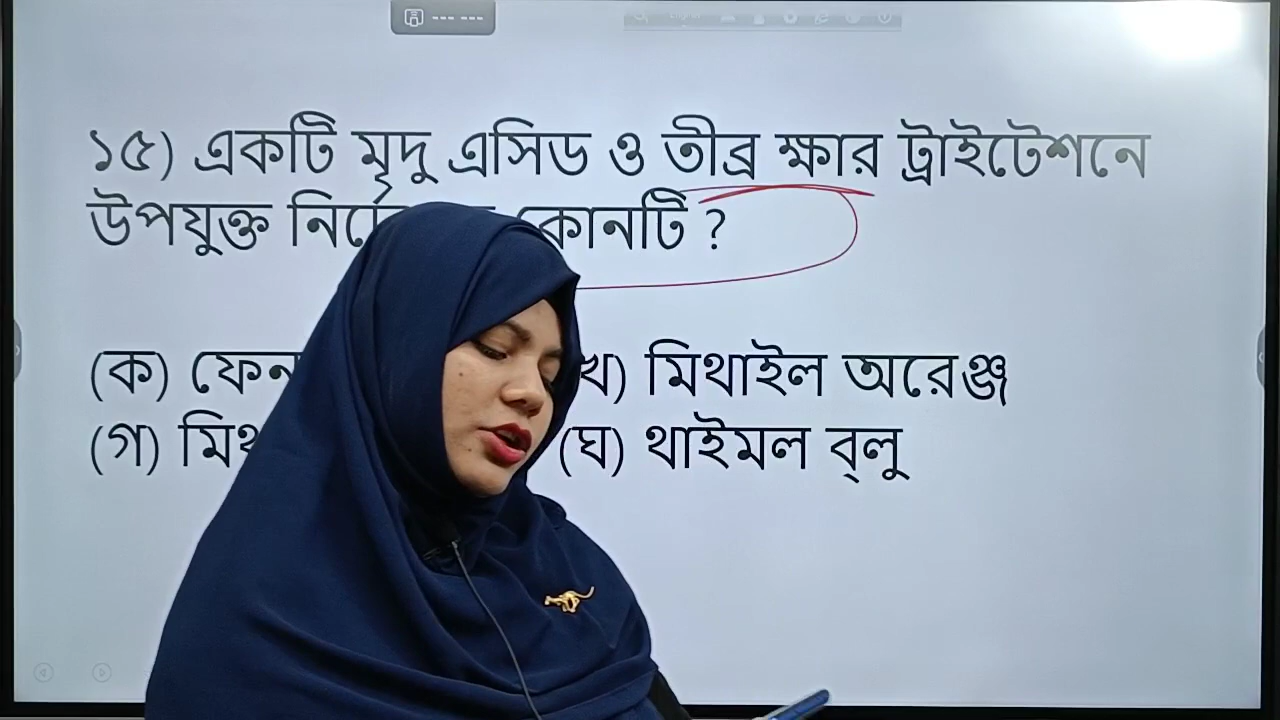 ১৫) একটি মৃদু এসিড ও তীব্র ক্ষার ট্রাইটেশনে
উপযুক্ত কোনটি ?
(ক) খ) মিথাইল অরেঞ্জ
(গ) (ঘ) থাইমল ব্লু